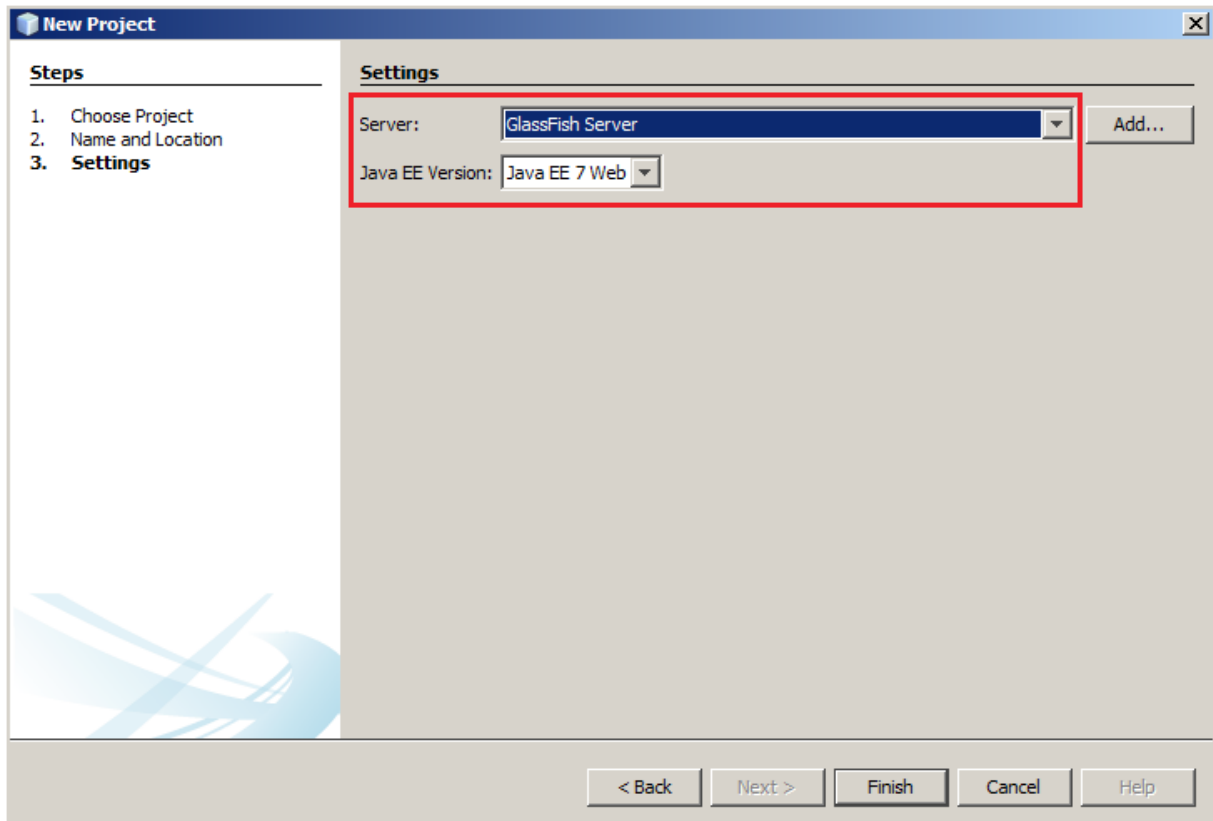 New Project
Steps
1. Choose Project
2. Name and Location
3. Settings
Settings
Server: GlassFish Server Add...
Java EE Version: Java EE 7 Web
< Back Next > Finish Cancel Help